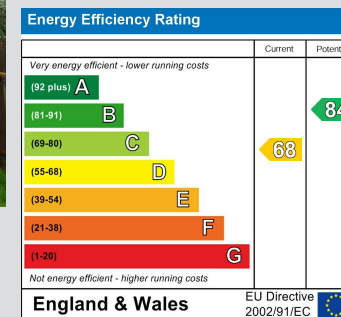 Energy Efficiency Rating
Current Potent
Very energy efficient - lower running costs
(92 plus) A
(81-91) B
84
(69-80) C
68
(55-68) D
(39-54) E
(21-38) F
(1-20) G
Not energy efficient - higher running costs
England & Wales
EU Directive
2002/91/EC